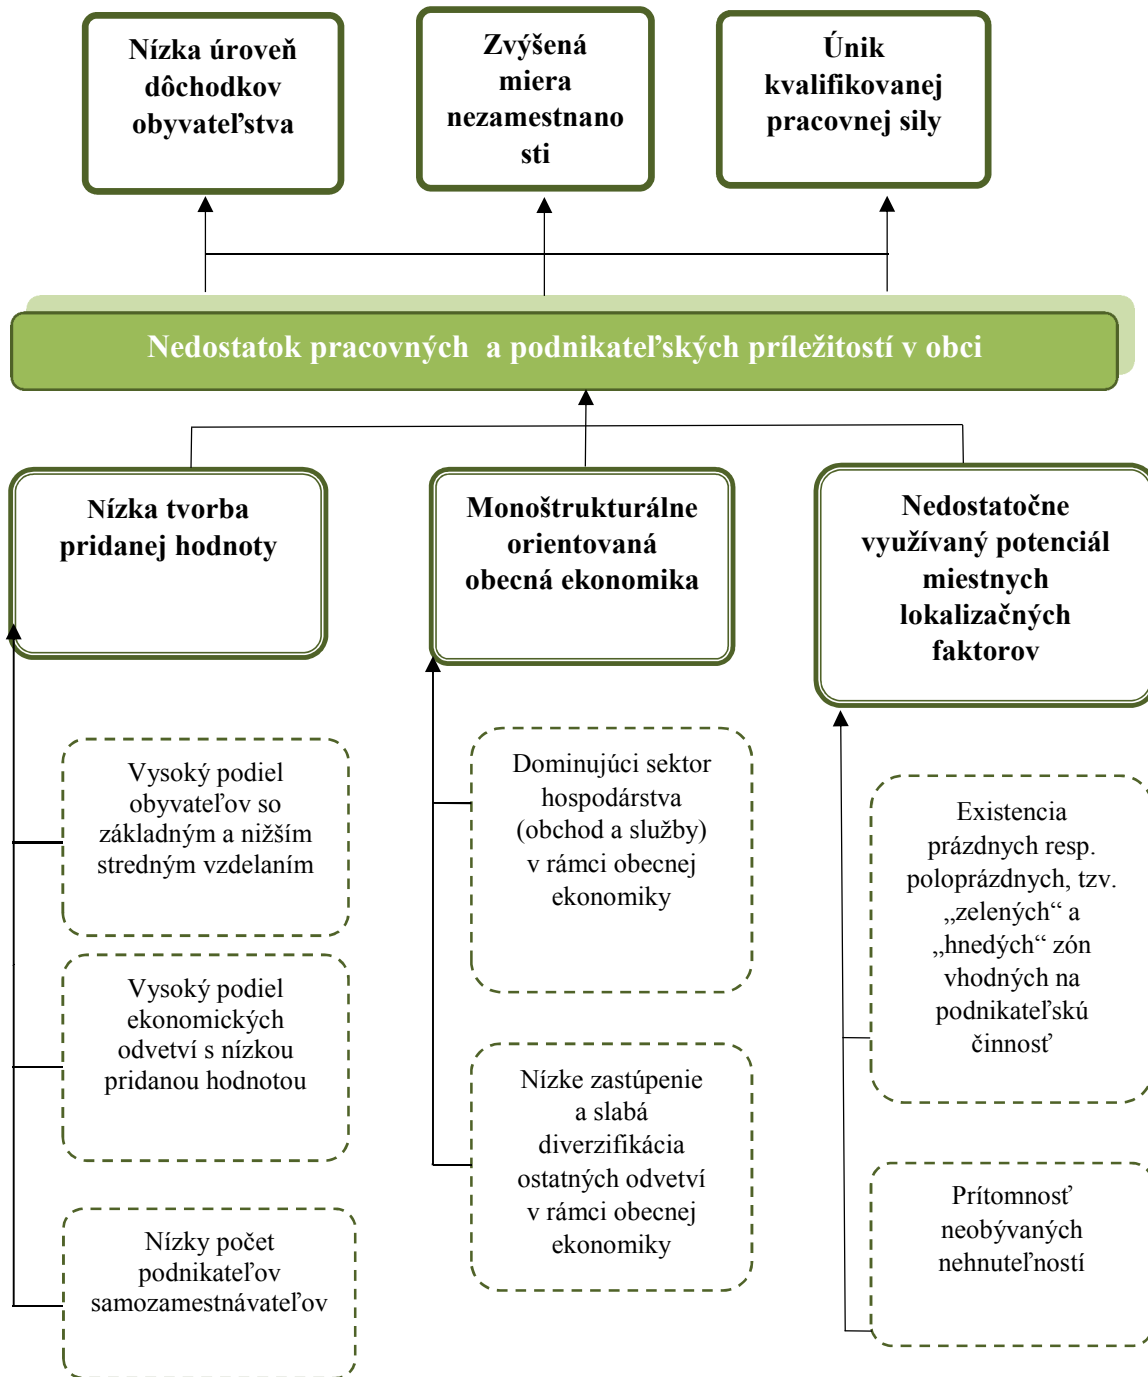 Nízka úroveň
dôchodkov
obyvateľstva
Zvýšená
miera
nezamestnano
sti
Únik
kvalifikovanej
pracovnej sily
Nedostatok pracovných  a podnikateľských príležitostí v obci
Nízka tvorba
pridanej hodnoty
Monoštrukturálne
orientovaná
obecná ekonomika
Nedostatočne
využívaný potenciál
miestnych
lokalizačných
faktorov
Vysoký podiel
obyvateľov so
základným a nižším
stredným vzdelaním
Vysoký podiel
ekonomických
odvetví s nízkou
pridanou hodnotou
Nízky počet
podnikateľov
samozamestnávateľov
Dominujúci sektor
hospodárstva
(obchod a služby)
v rámci obecnej
ekonomiky
Nízke zastúpenie
a slabá
diverzifikácia
ostatných odvetví
v rámci obecnej
ekonomiky
Existencia
prázdnych resp.
poloprázdnych, tzv.
„zelených“ a
„hnedých“ zón
vhodných na
podnikateľskú
činnosť
Prítomnosť
neobývaných
nehnuteľností